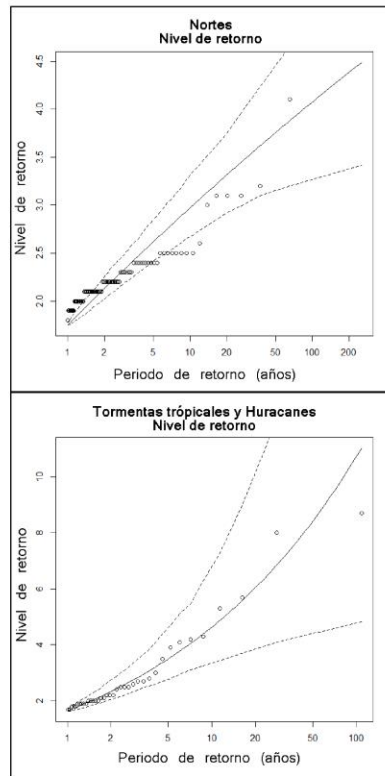 Nortes
Nivel de retorno
Nivel de retorno
4.5
4.0
3.5
3.0
2.5
2.0
1 2 5 10 20 50 100 200
Periodo de retorno (años)
Tormentas trópicales y Huracanes
Nivel de retorno
Nivel de retorno
10
8
6
4
2
1 2 5 10 20 50 100
Periodo de retorno (años)